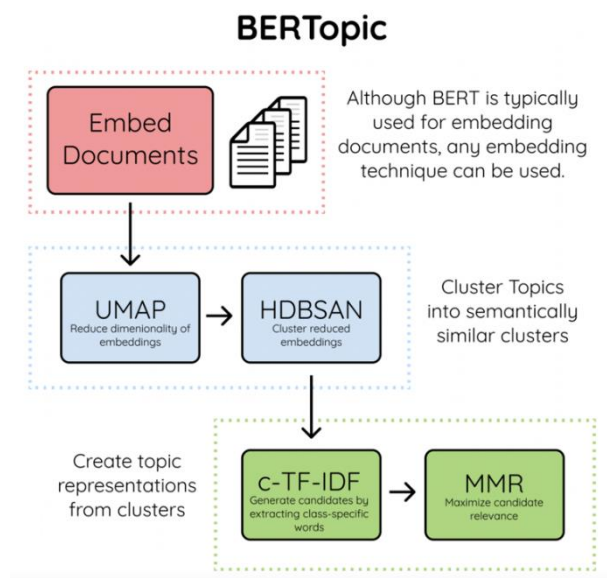 BERTopic
Embed
Documents
Although BERT is typically
used for embedding
documents, any embedding
technique can be used.
UMAP
Reduce dimenionality of
embeddings
HDBSAN
Cluster reduced
embeddings
Cluster Topics
into semantically
similar clusters
Create topic
representations
from clusters
c-TF-IDF
Generate candidates by
extracting class-specific
words
MMR
Maximize candidate
relevance